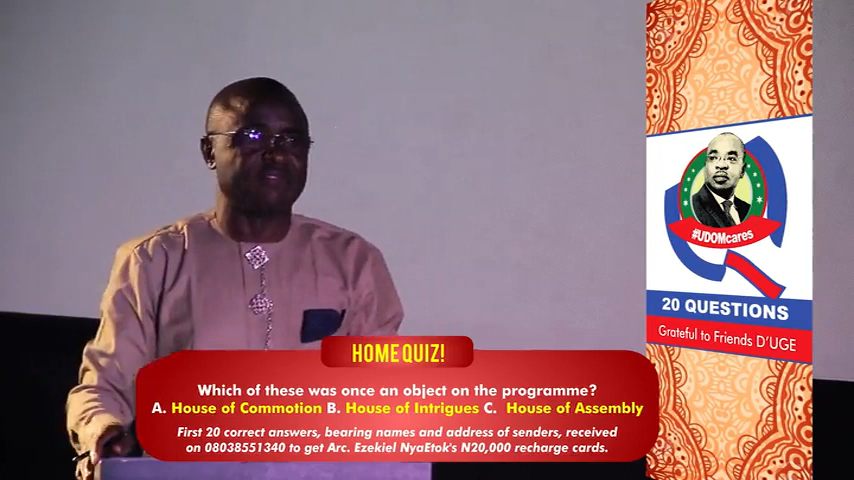 HOME QUIZ!
Which of these was once an object on the programme?
A. House of Commotion B. House of Intrigues C. House of Assembly
First 20 correct answers, bearing names and address of senders, received
on 08038551340 to get Arc. Ezekiel NyaEtok's N20,000 recharge cards.
#UDOMcares
20 QUESTIONS
Grateful to Friends D'UGE